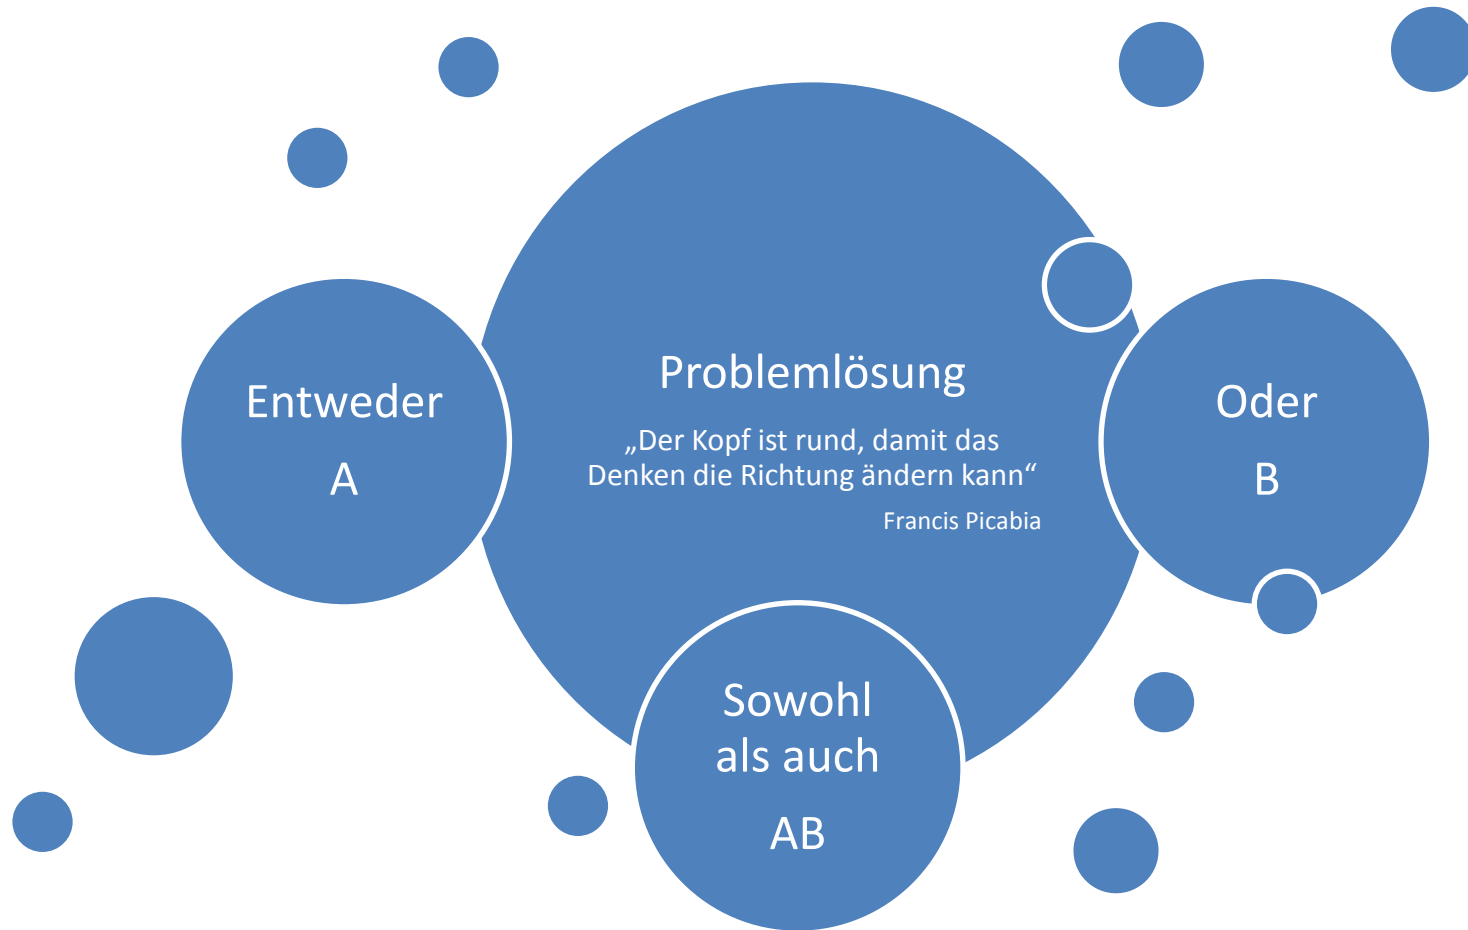 Problemlösung
„Der Kopf ist rund, damit das
Denken die Richtung ändern kann“
Francis Picabia
Entweder
A
Oder
B
Sowohl
als auch
AB